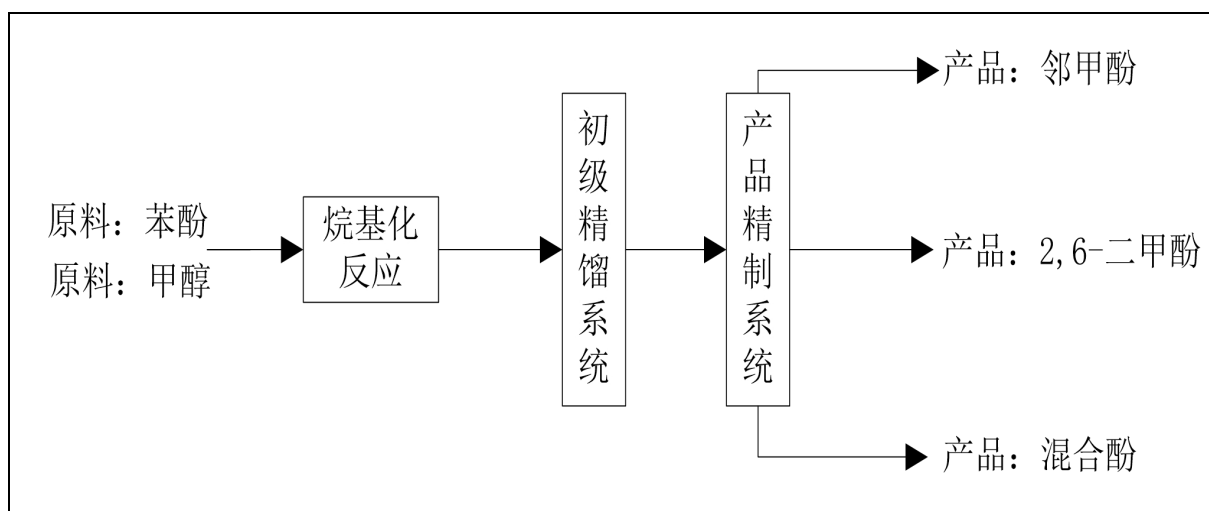 原料：苯酚
原料：甲醇
烷基化
反应
初级精馏系统
产品精制系统
产品：邻甲酚
产品：2,6-二甲酚
产品：混合酚